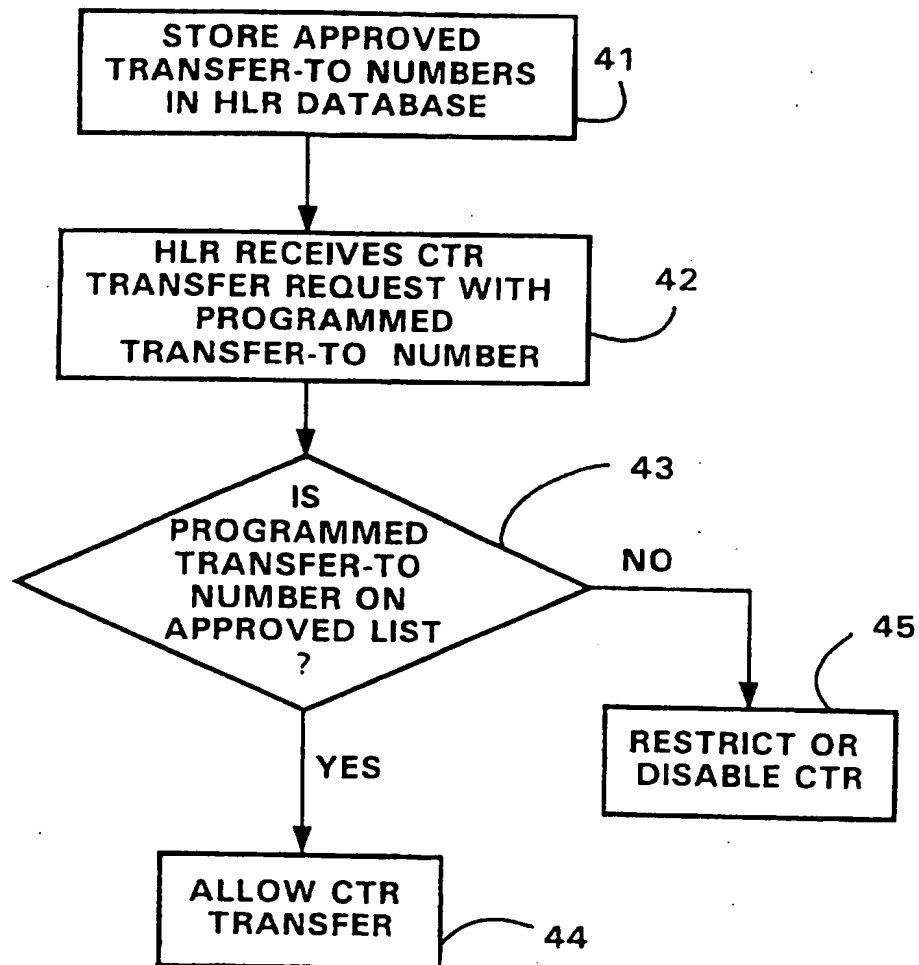 STORE APPROVED
TRANSFER-TO NUMBERS
IN HLR DATABASE
41
HLR RECEIVES CTR
TRANSFER REQUEST WITH
PROGRAMMED
TRANSFER-TO NUMBER
42
43
IS
PROGRAMMED
TRANSFER-TO
NUMBER ON
APPROVED LIST
?
NO
45
RESTRICT OR
DISABLE CTR
YES
ALLOW CTR
TRANSFER
44